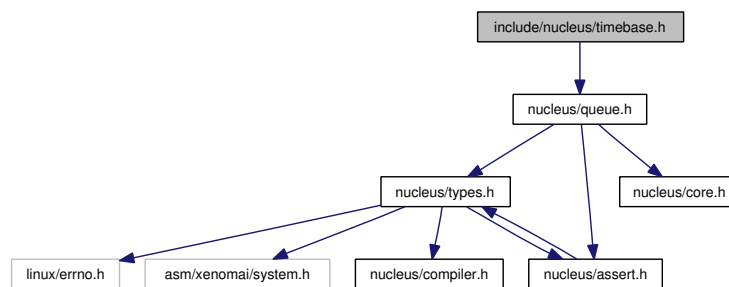 include/nucleus/timebase.h
nucleus/queue.h
nucleus/types.h
nucleus/core.h
linux/errno.h
asm/xenomai/system.h
nucleus/compiler.h
nucleus/assert.h